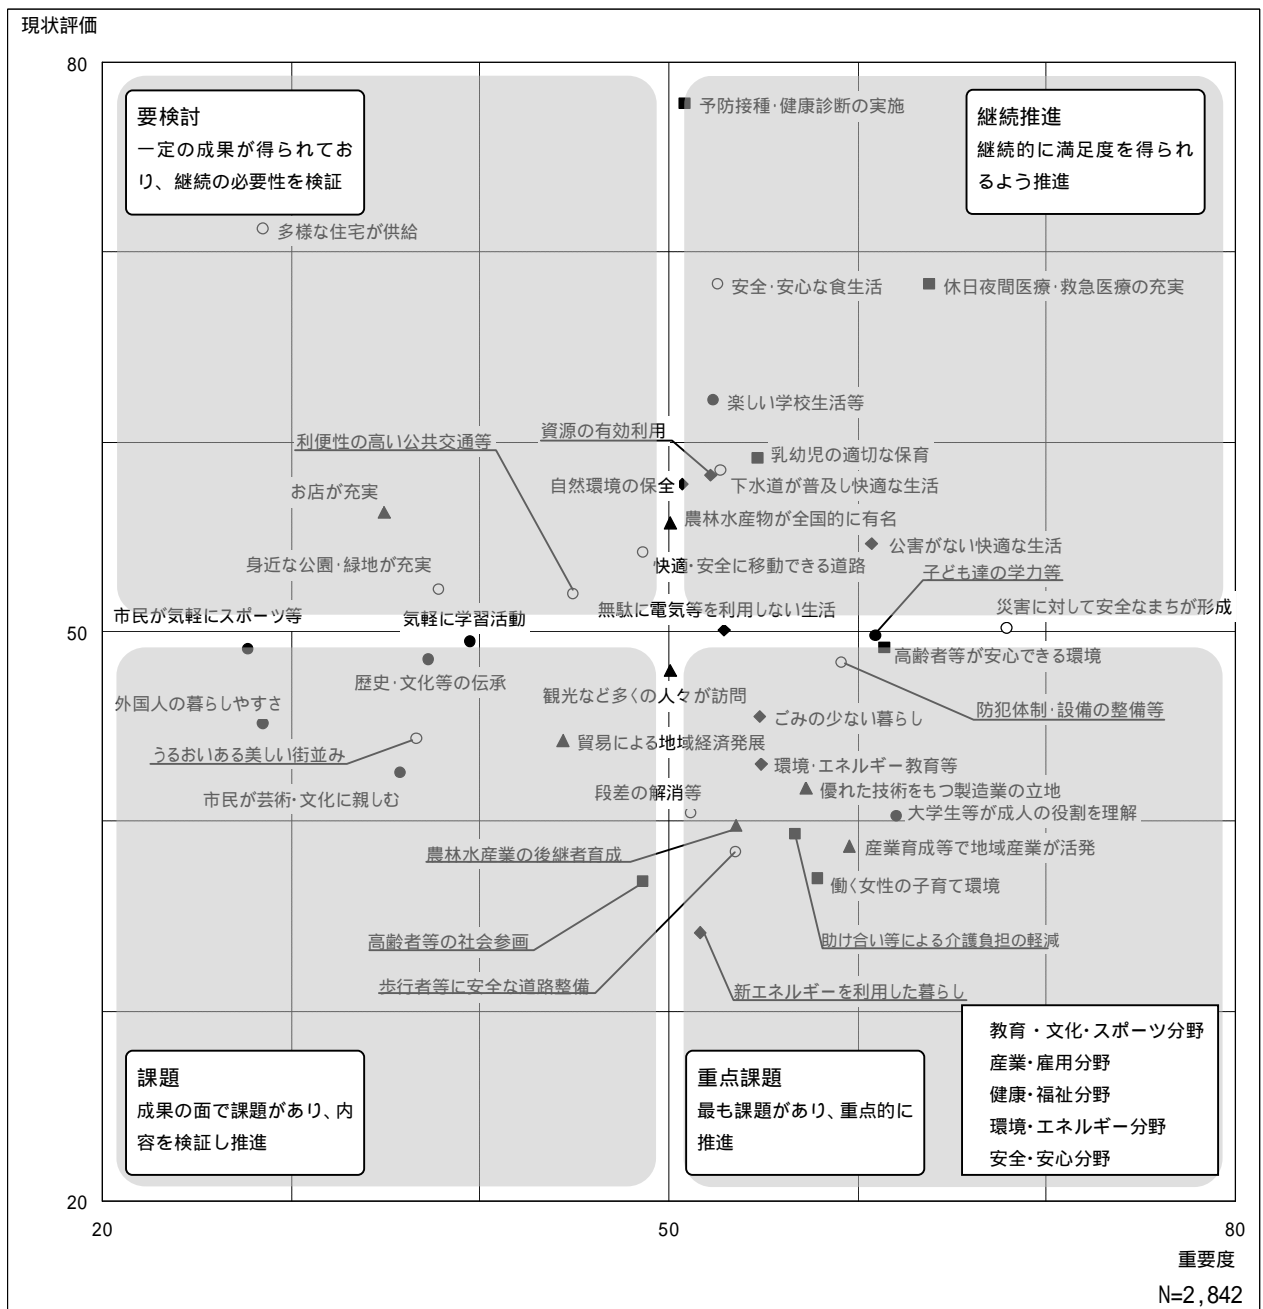 現状評価
80
要検討
一定の成果が得られてお
り、継続の必要性を検証
継続推進
継続的に満足度を得られ
るよう推進
予防接種・健康診断の実施
多様な住宅が供給
安全・安心な食生活
休日夜間医療・救急医療の充実
楽しい学校生活等
資源の有効利用
利便性の高い公共交通等
乳幼児の適切な保育
自然環境の保全
下水道が普及し快適な生活
お店が充実
農林水産物が全国的に有名
公害がない快適な生活
身近な公園・緑地が充実
快適・安全に移動できる道路
子ども達の学力等
市民が気軽にスポーツ等
気軽に学習活動
無駄に電気等を利用しない生活
災害に対して安全なまちが形成
50
高齢者等が安心できる環境
歴史・文化等の伝承
観光など多くの人々が訪問
外国人の暮らしやすさ
防犯体制・設備の整備等
ごみの少ない暮らし
うるおいある美しい街並み
貿易による地域経済発展
環境・エネルギー教育等
市民が芸術・文化に親しむ
段差の解消等
優れた技術をもつ製造業の立地
大学生等が成人の役割を理解
農林水産業の後継者育成
産業育成等で地域産業が活発
働く女性の子育て環境
高齢者等の社会参画
助け合い等による介護負担の軽減
歩行者等に安全な道路整備
新エネルギーを利用した暮らし
課題
成果の面で課題があり、内
容を検証し推進
重点課題
最も課題があり、重点的に
推進
教育・文化・スポーツ分野
産業・雇用分野
健康・福祉分野
環境・エネルギー分野
安全・安心分野
20
20
50
80
重要度
N=2,842